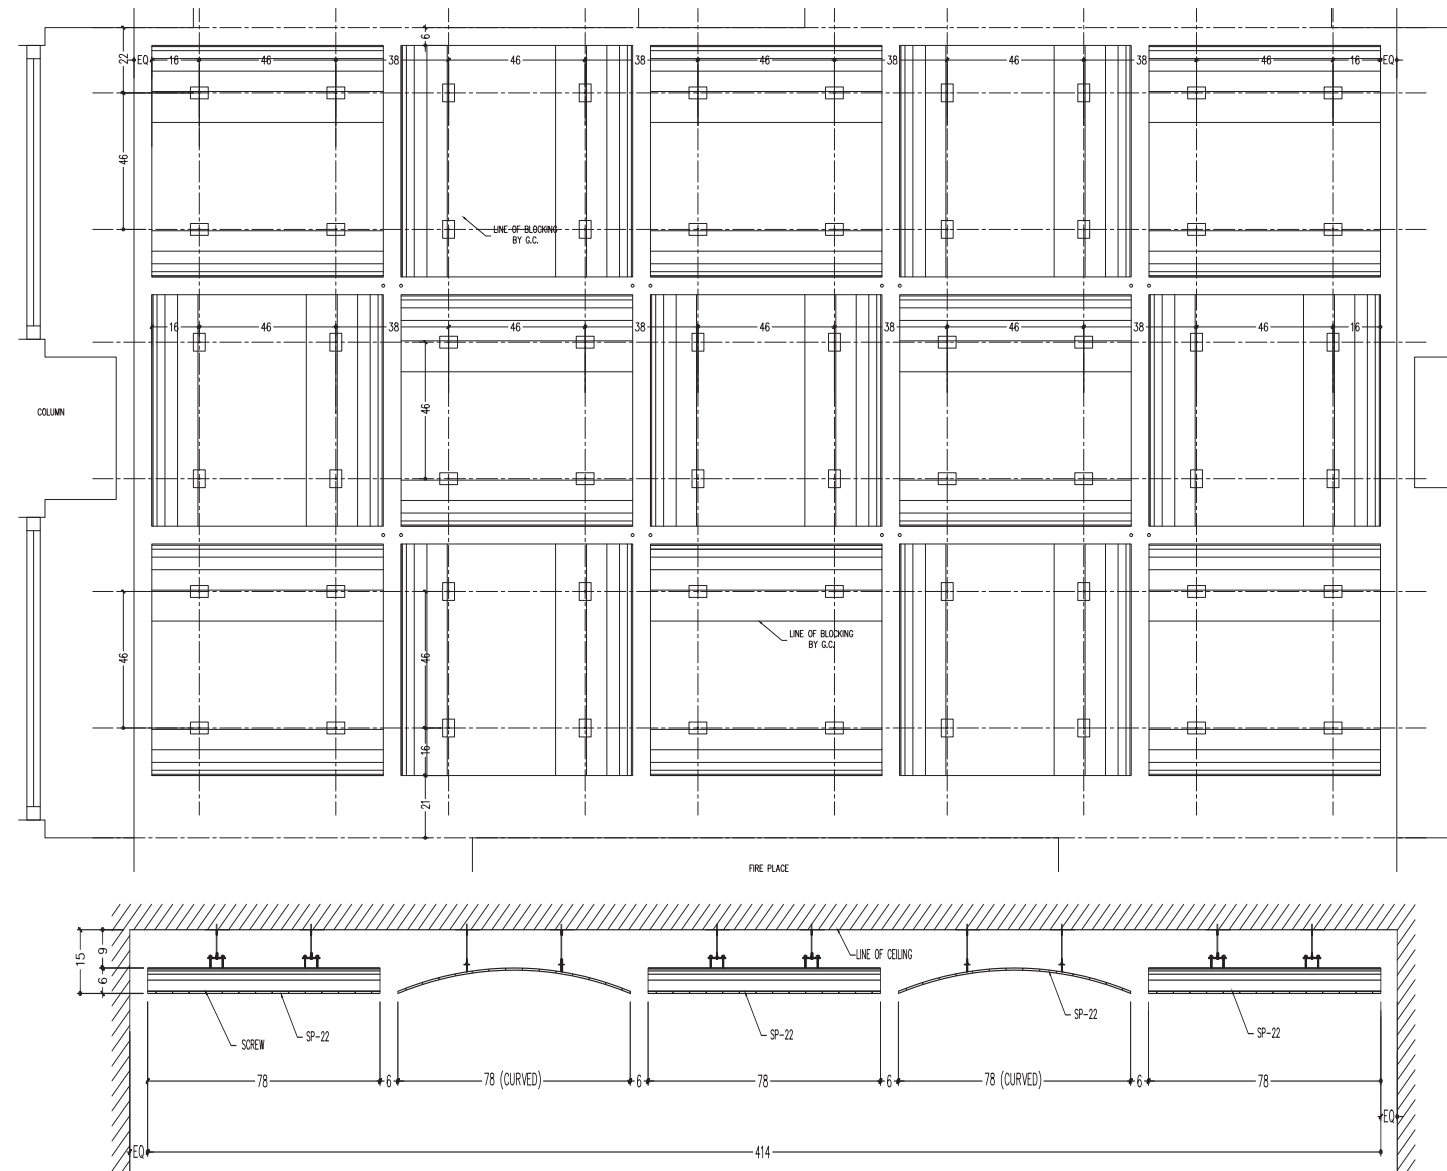 6
22
EQ 16 46 38 46 38 46 38 46 38 46 16 EQ
46
LINE OF BLOCKING
BY G.C.
16 46 38 46 38 46 38 46 38 46 16
COLUMN
46
46
46
LINE OF BLOCKING
BY G.C.
16
21
FIRE PLACE
15
9
6
LINE OF CEILING
SCREW
SP-22
SP-22
SP-22
SP-22
78 6 78 (CURVED) 6 78 6 78 (CURVED) 6 78
EQ
EQ 414